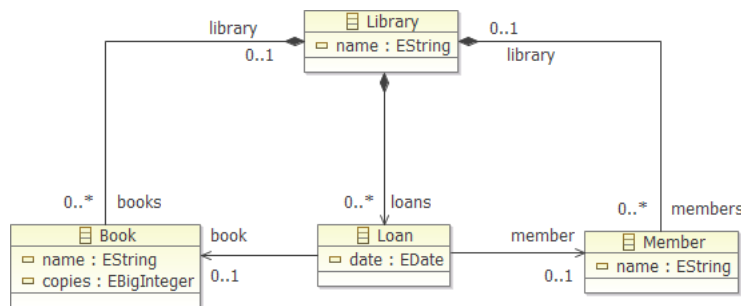 Library
name : EString
library
0..1
0..1
library
0..* books
0..* loans
0..* members
Book
name : EString
copies : EBigInteger
book
0..1
Loan
date : EDate
member
0..1
Member
name : EString